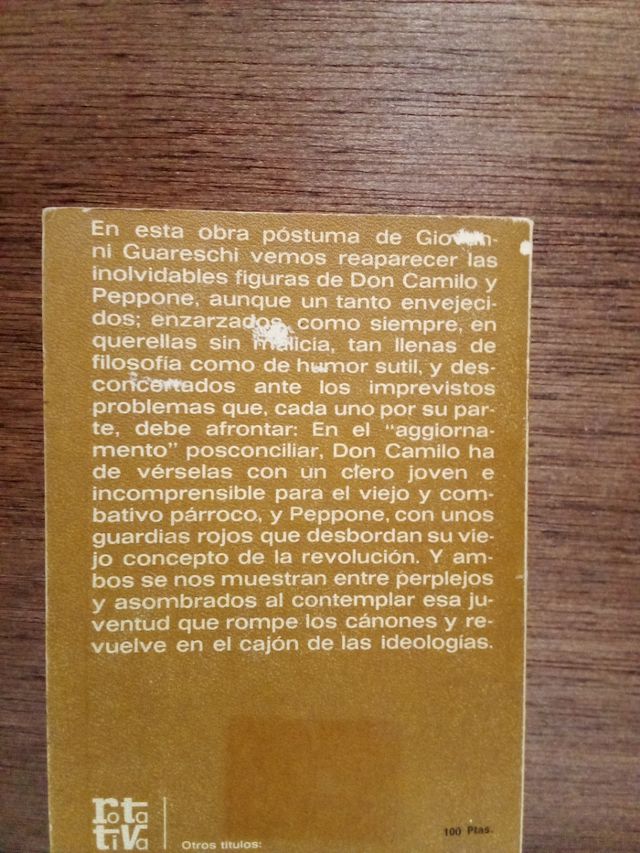 En esta obra póstuma de Giovan-
ni Guareschi vemos reaparecer las
inolvidables figuras de Don Camilo y
Peppone, aunque un tanto envejeci-
dos; enzarzados, como siempre, en
querellas sin malicia, tan llenas de
filosofía como de humor sutil, y des-
concertados ante los imprevistos
problemas que, cada uno por su par-
te, debe afrontar: En el "aggiorna-
mento" posconciliar, Don Camilo ha
de vérselas con un clero joven e
incomprensible para el viejo y com-
bativo párroco, y Peppone, con unos
guardias rojos que desbordan su vie-
jo concepto de la revolución. Y am-
bos se nos muestran entre perplejos
y asombrados al contemplar esa ju-
ventud que rompe los cánones y re-
vuelve en el cajón de las ideologías.
rota
tiva
Otros títulos:
100 Ptas.